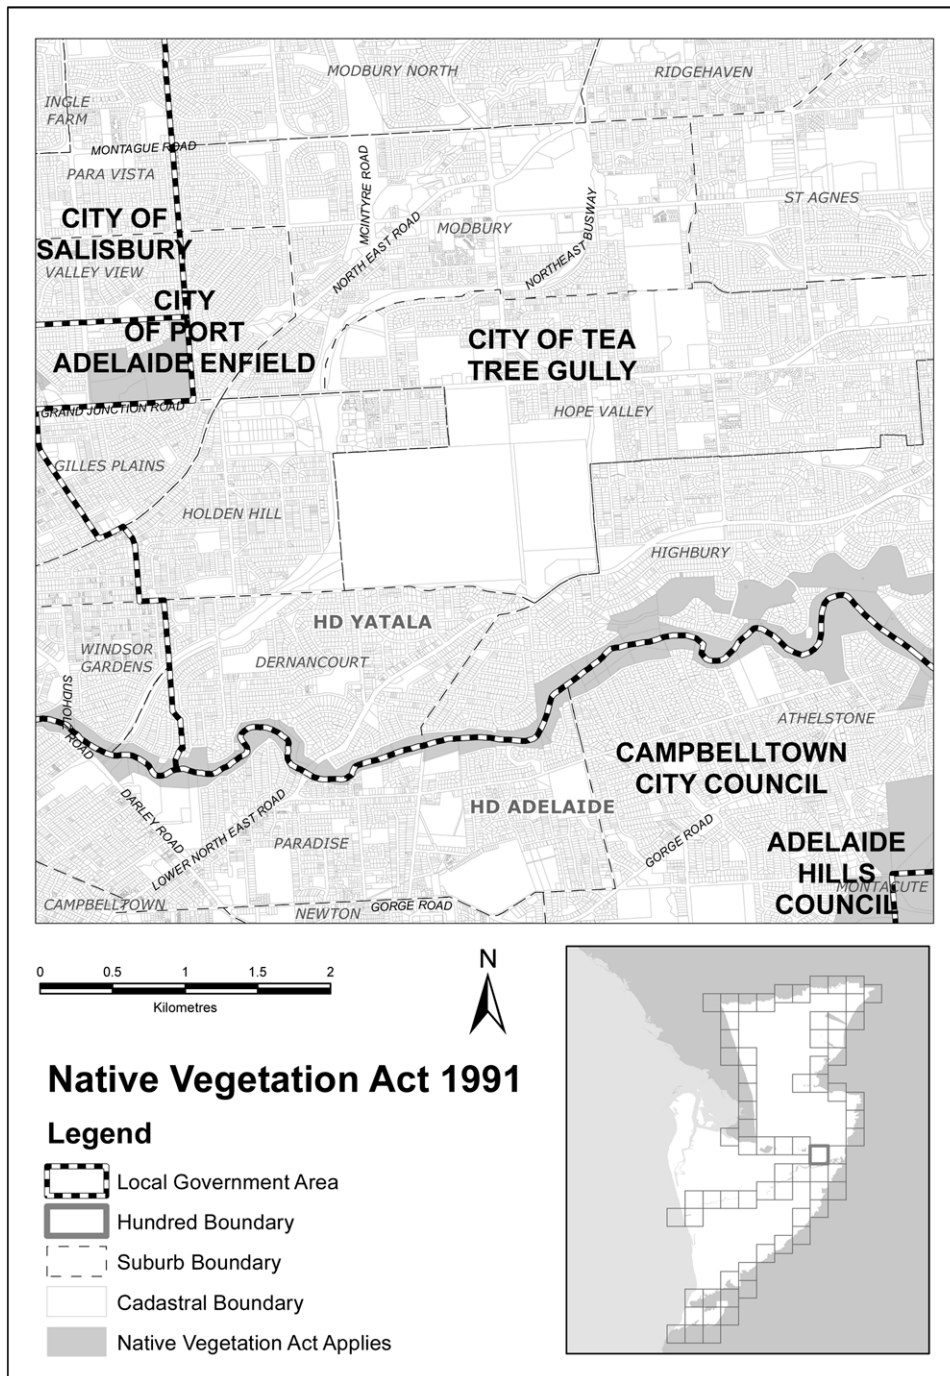 MODBURY NORTH
RIDGEHAVEN
INGLE
FARM
MONTAGUE ROAD
PARA VISTA
MCINTYRE ROAD
ST AGNES
CITY OF
SALISBURY
VALLEY VIEW
NORTH EAST ROAD
MODBURY
NORTHEAST BUSWAY
CITY
OF PORT
ADELAIDE ENFIELD
CITY OF TEA
TREE GULLY
GRAND JUNCTION ROAD
HOPE VALLEY
GILLES PLAINS
HOLDEN HILL
HIGHBURY
HD YATALA
WINDSOR
GARDENS
DERNANCOURT
ROAD
ATHELSTONE
CAMPBELLTOWN
CITY COUNCIL
DARLEY ROAD
LOWER NORTH EAST ROAD
HD ADELAIDE
PARADISE
GORGE ROAD
ADELAIDE
HILLS
COUNCIL
MONTACUTE
CAMPBELLTOWN
NEWTON
GORGE ROAD
0 0.5 1 1.5 2
Kilometres
N
Native Vegetation Act 1991
Legend
Local Government Area
Hundred Boundary
Suburb Boundary
Cadastral Boundary
Native Vegetation Act Applies